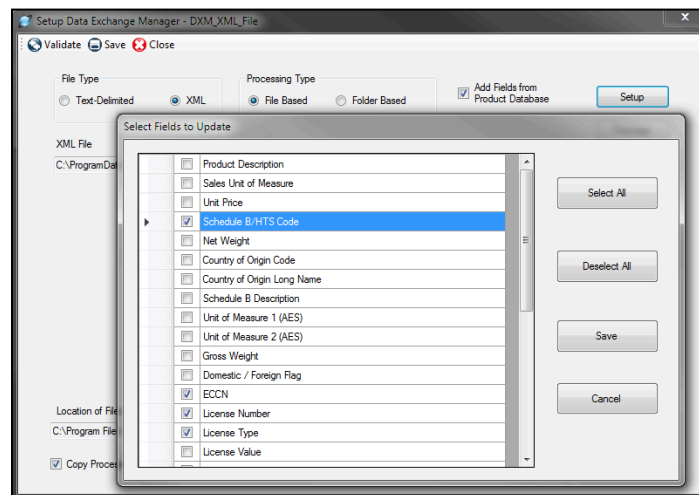 Setup Data Exchange Manager - DXM_XML_File
x
Validate Save Close
File Type
Processing Type
Text-Delimited XML
File Based Folder Based
Add Fields from
Product Database
Setup
Select Fields to Update
XML File
C:\ProgramDat
Product Description
Sales Unit of Measure
Unit Price
Schedule B/HTS Code
Net Weight
Country of Origin Code
Country of Origin Long Name
Schedule B Description
Unit of Measure 1 (AES)
Unit of Measure 2 (AES)
Gross Weight
Domestic / Foreign Flag
ECCN
License Number
License Type
License Value
Select All
Deselect All
Save
Cancel
Location of File
C:\Program File
Copy Proces